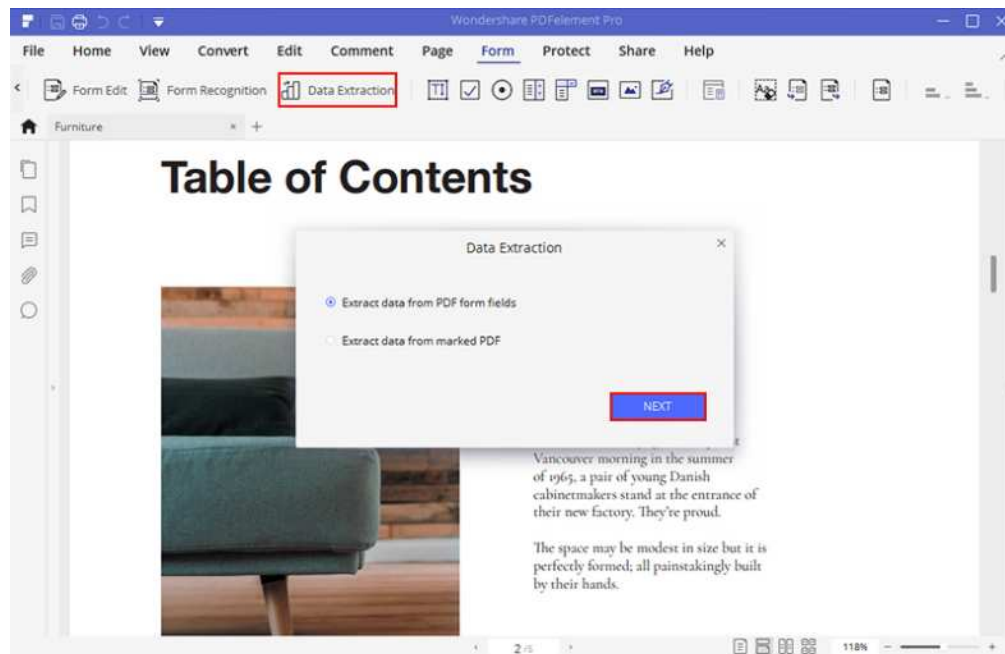 Wondershare PDFelement Pro
File Home View Convert Edit Comment Page Form Protect Share Help
Form Edit Form Recognition Data Extraction
Furniture
Table of Contents
Data Extraction
Extract data from PDF form fields
Extract data from marked PDF
NEXT
Vancouver morning in the summer
of 1965, a pair of young Danish
cabinetmakers stand at the entrance of
their new factory. They're proud.
The space may be modest in size but it is
perfectly formed; all painstakingly built
by their hands.
2 /5
118%